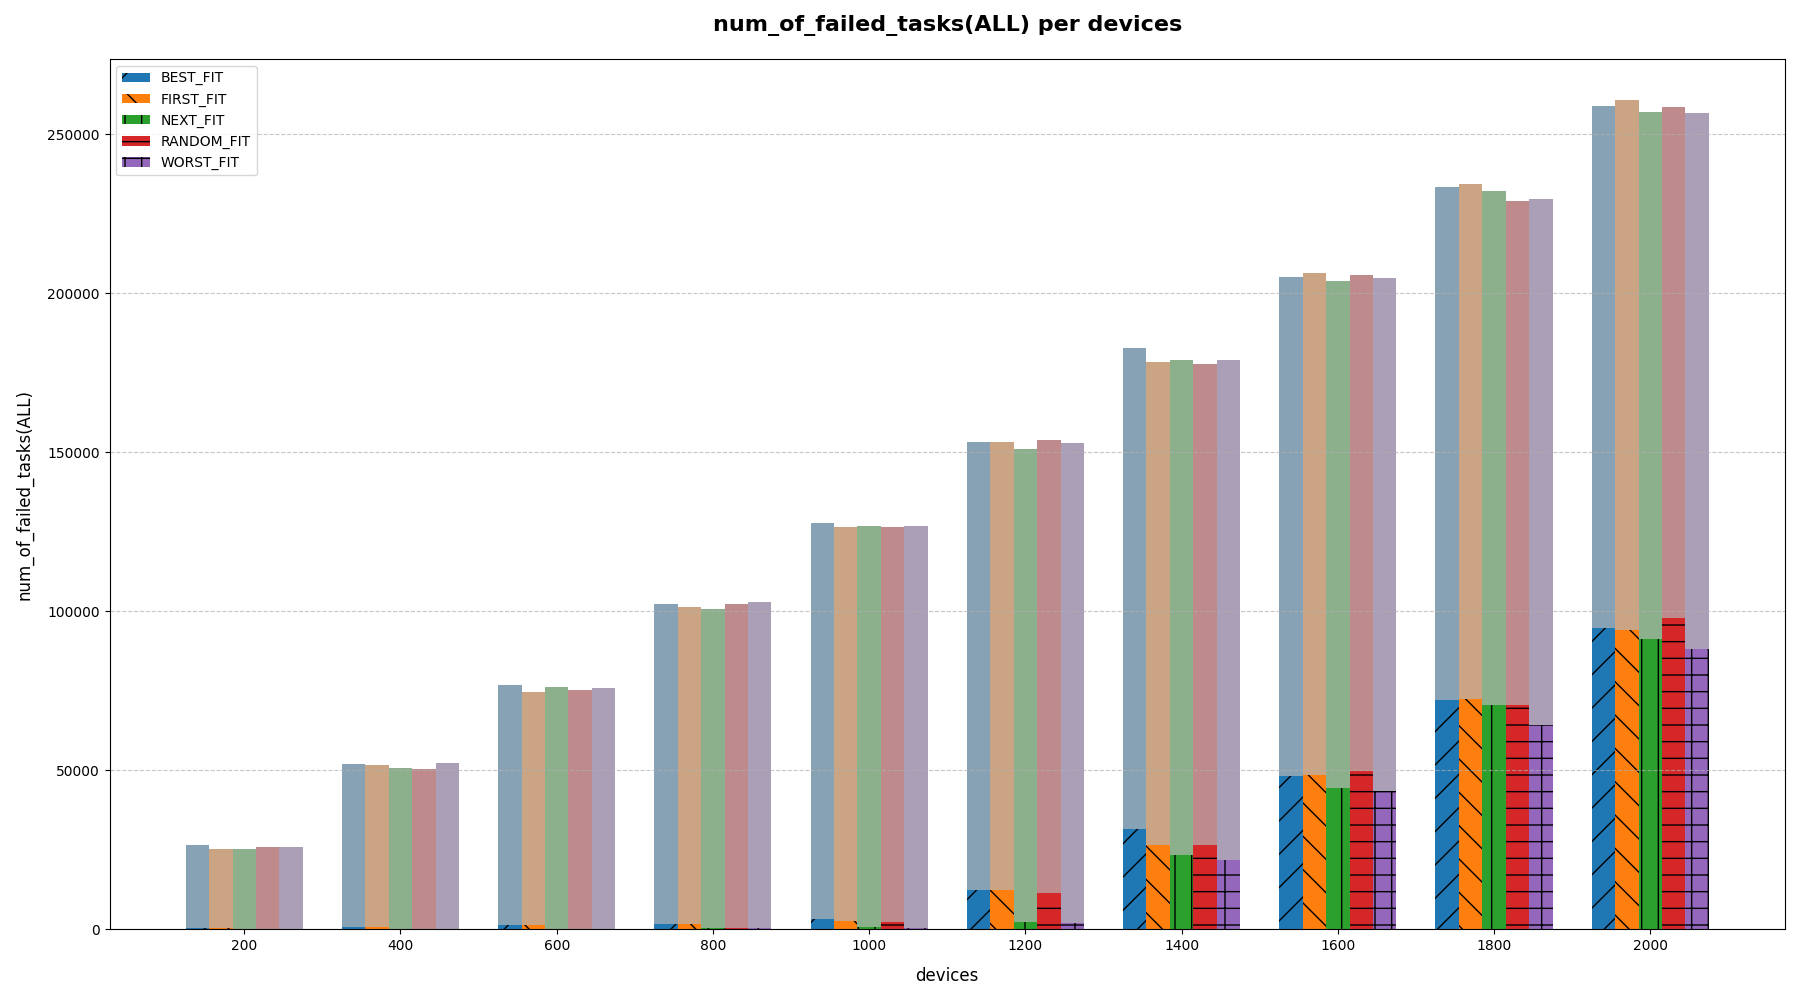 num_of_failed_tasks(ALL) per devices
BEST_FIT
FIRST_FIT
NEXT_FIT
RANDOM_FIT
WORST_FIT
num_of_failed_tasks(ALL)
250000
200000
150000
100000
50000
0
200 400 600 800 1000 1200 1400 1600 1800 2000
devices